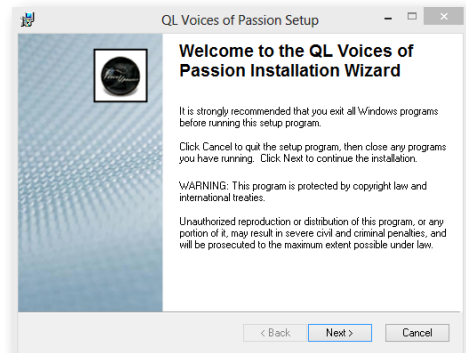 QL Voices of Passion Setup
Welcome to the QL Voices of
Passion Installation Wizard
It is strongly recommended that you exit all Windows programs
before running this setup program.
Click Cancel to quit the setup program, then close any programs
you have running. Click Next to continue the installation.
WARNING: This program is protected by copyright law and
international treaties.
Unauthorized reproduction or distribution of this program, or any
portion of it, may result in severe civil and criminal penalties, and
will be prosecuted to the maximum extent possible under law.
< Back Next > Cancel